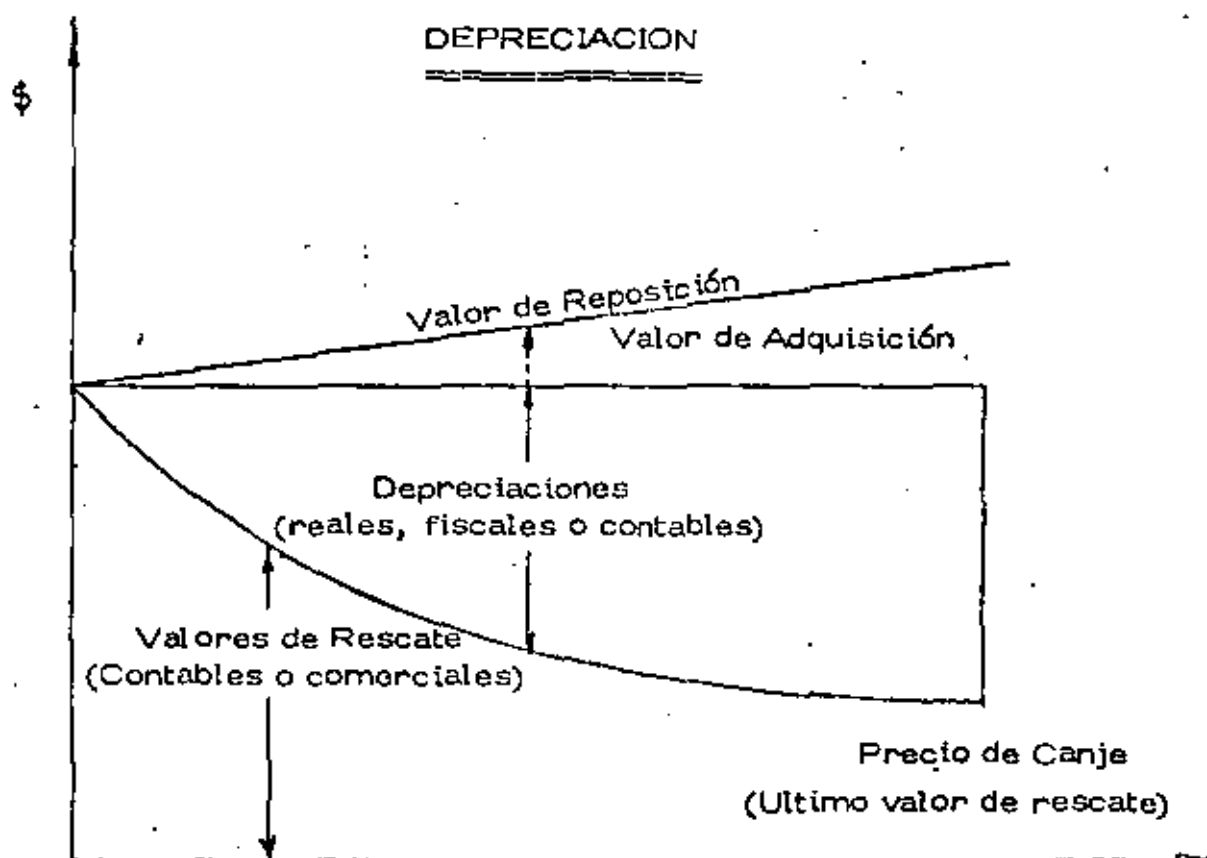 DEPRECIACION
$
Valor de Reposición
Valor de Adquisición
Depreciaciones
(reales, fiscales o contables)
Valores de Rescate
(Contables o comerciales)
Precio de Canje
(Ultimo valor de rescate)